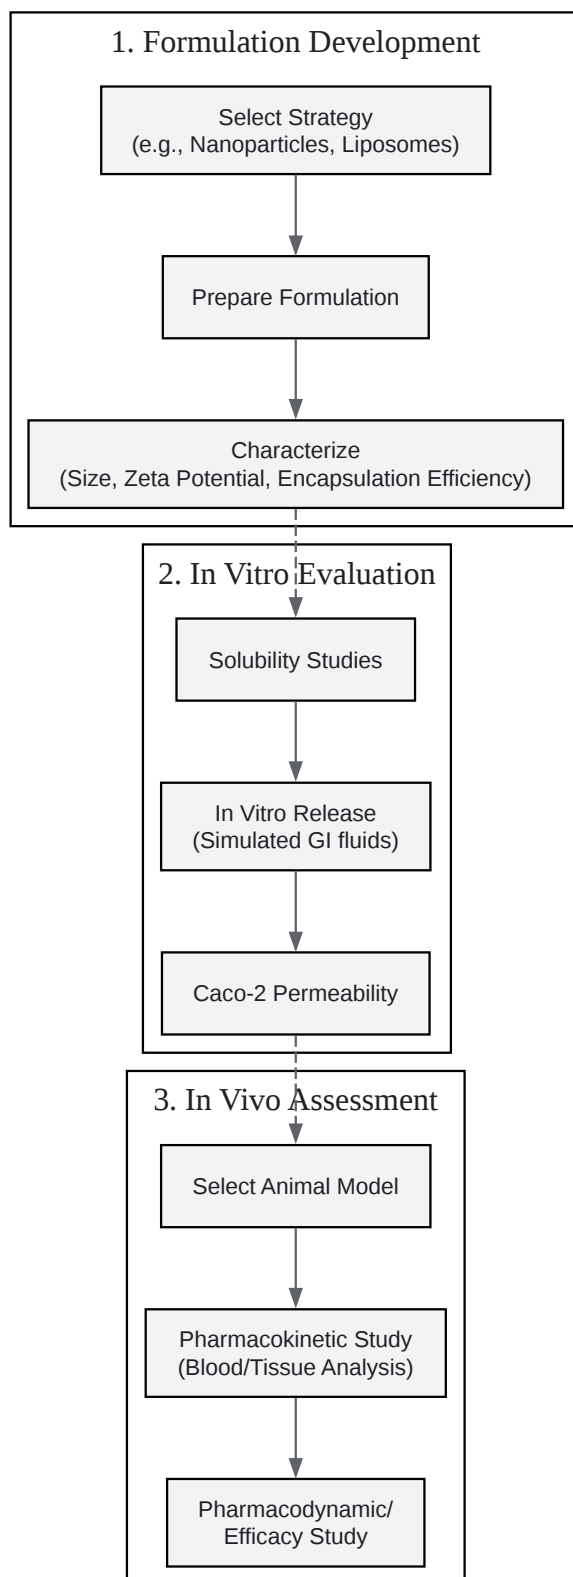 1. Formulation Development
Select Strategy
(e.g., Nanoparticles, Liposomes)
Prepare Formulation
Characterize
(Size, Zeta Potential, Encapsulation Efficiency)
2. In Vitro Evaluation
Solubility Studies
In Vitro Release
(Simulated GI fluids)
Caco-2 Permeability
3. In Vivo Assessment
Select Animal Model
Pharmacokinetic Study
(Blood/Tissue Analysis)
Pharmacodynamic/
Efficacy Study